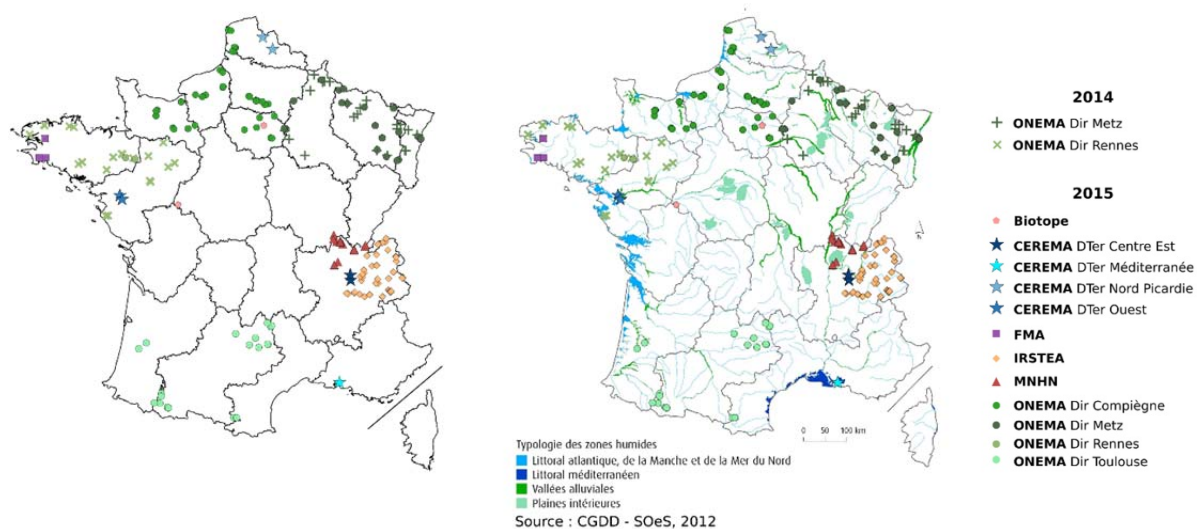 2014
ONEMA Dir Metz
ONEMA Dir Rennes
2015
Biotope
CEREMA DTer Centre Est
CEREMA DTer Méditerranée
CEREMA DTer Nord Picardie
CEREMA DTer Ouest
FMA
IRSTEA
MNHN
ONEMA Dir Compiègne
ONEMA Dir Metz
ONEMA Dir Rennes
ONEMA Dir Toulouse
N
0 50 100 km
Typologie des zones humides
Littoral atlantique, de la Manche et de la Mer du Nord
Littoral méditerranéen
Vallées alluviales
Plaines intérieures
Source : CGDD - SOeS, 2012